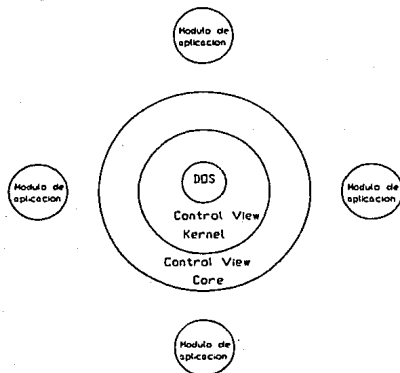 Modulo de
aplicacion
Modulo de
aplicacion
DOS
Modulo de
aplicacion
Control View
Kernel
Control View
Core
Modulo de
aplicacion